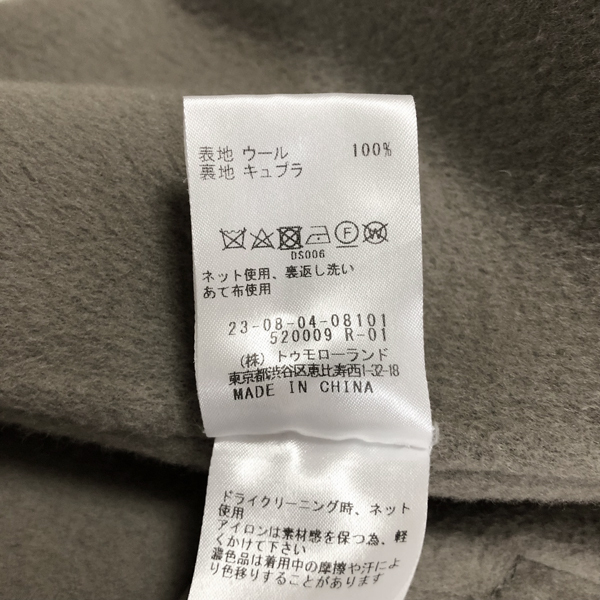 表地 ウール 100%
裏地 キュプラ
DS006
ネット使用、裏返し洗い
あて布使用
23-08-04-08101
520009 R-01
(株) トゥモローランド
東京都渋谷区恵比寿西1-32-18
MADE IN CHINA
ドライクリーニング時、ネット
使用
アイロンは素材感を保つ為、軽
くかけて下さい
濃色品は着用中の摩擦や汗によ
り色移りすることがあります